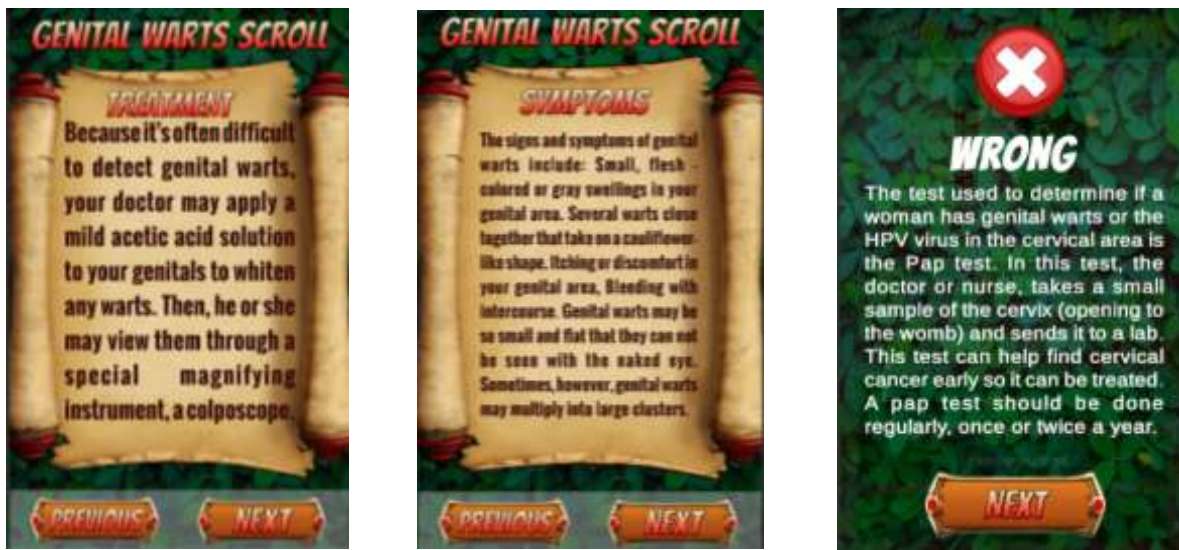 GENITAL WARTS SCROLL
TREATMENT
Because it's often difficult
to detect genital warts,
your doctor may apply a
mild acetic acid solution
to your genitals to whiten
any warts. Then, he or she
may view them through a
special magnifying
instrument, a colposcope.
PREVIOUS
NEXT
GENITAL WARTS SCROLL
SYMPTOMS
The signs and symptoms of genital
warts include: Small, flesh -
colored or gray swellings in your
genital area. Several warts close
together that take on a cauliflower-
like shape. Itching or discomfort in
your genital area, Bleeding with
intercourse. Genital warts may be
so small and flat that they can not
be seen with the naked eye.
Sometimes, however, genital warts
may multiply into large clusters.
PREVIOUS
NEXT
WRONG
The test used to determine if a
woman has genital warts or the
HPV virus in the cervical area is
the Pap test. In this test, the
doctor or nurse, takes a small
sample of the cervix (opening to
the womb) and sends it to a lab.
This test can help find cervical
cancer early so it can be treated.
A pap test should be done
regularly, once or twice a year.
NEXT